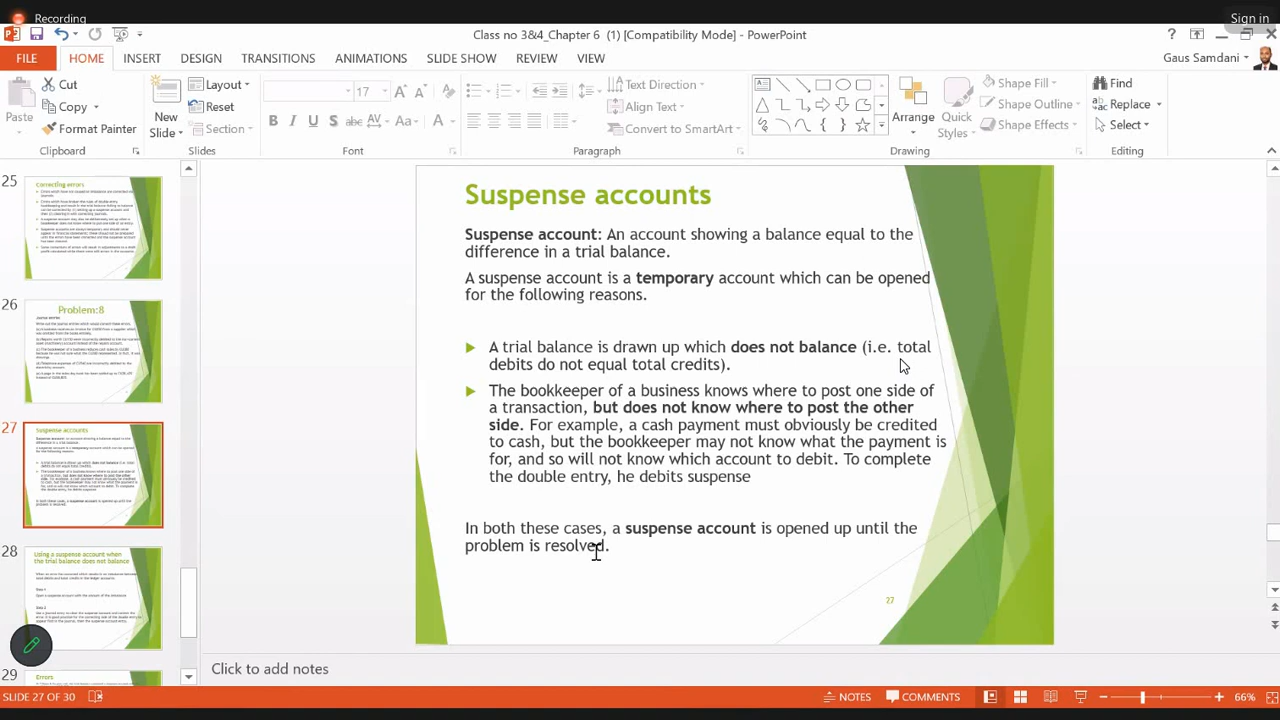 Recording
Sign in
Class no 3&4_Chapter 6 (1) [Compatibility Mode] - PowerPoint
FILE HOME INSERT DESIGN TRANSITIONS ANIMATIONS SLIDE SHOW REVIEW VIEW
Gaus Samdani
Paste
Cut
Copy
Format Painter
Clipboard
New
Slide
Layout
Reset
Section
Slides
17
B I U S abc AV Aa A
Font
Text Direction
Align Text
Convert to SmartArt
Paragraph
Arrange
Quick
Styles
Shape Fill
Shape Outline
Shape Effects
Drawing
Find
Replace
Select
Editing
25
Correcting errors
26
Problem:8
27
Suspense accounts
28
Using a suspense account when
the trial balance does not balance
29
Errors
Suspense accounts
Suspense account: An account showing a balance equal to the
difference in a trial balance.
A suspense account is a temporary account which can be opened
for the following reasons.
A trial balance is drawn up which does not balance (i.e. total
debits do not equal total credits).
The bookkeeper of a business knows where to post one side of
a transaction, but does not know where to post the other
side. For example, a cash payment must obviously be credited
to cash, but the bookkeeper may not know what the payment is
for, and so will not know which account to debit. To complete
the double entry, he debits suspense.
In both these cases, a suspense account is opened up until the
problem is resolved.
27
Click to add notes
SLIDE 27 OF 30
NOTES
COMMENTS
66%